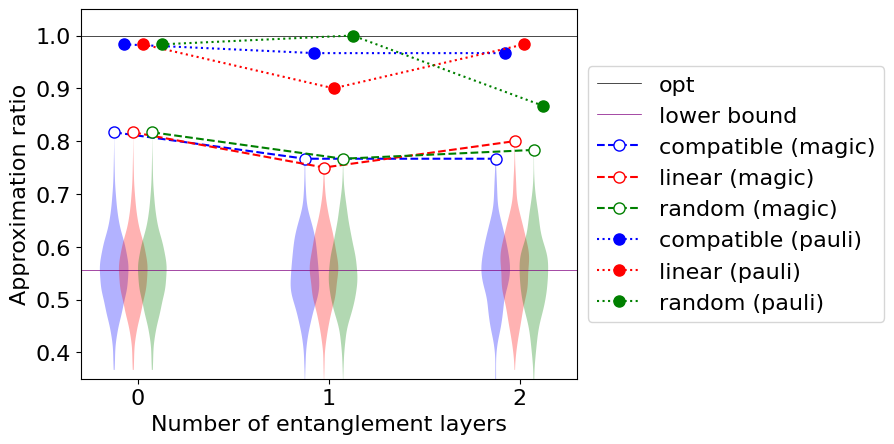 Approximation ratio
1.0
0.9
0.8
0.7
0.6
0.5
0.4
0
1
2
Number of entanglement layers
opt
lower bound
compatible (magic)
linear (magic)
random (magic)
compatible (pauli)
linear (pauli)
random (pauli)